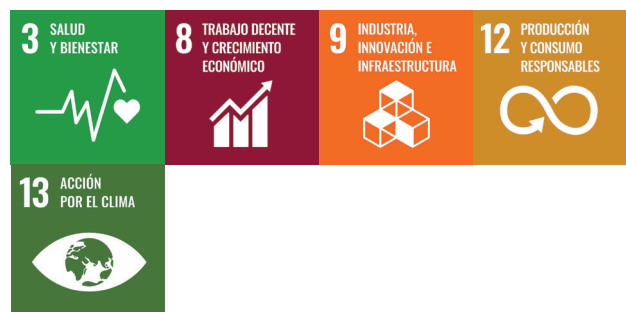 3 SALUD
Y BIENESTAR
8 TRABAJO DECENTE
Y CRECIMIENTO
ECONÓMICO
9 INDUSTRIA,
INNOVACIÓN E
INFRAESTRUCTURA
12 PRODUCCIÓN
Y CONSUMO
RESPONSABLES
13 ACCIÓN
POR EL CLIMA